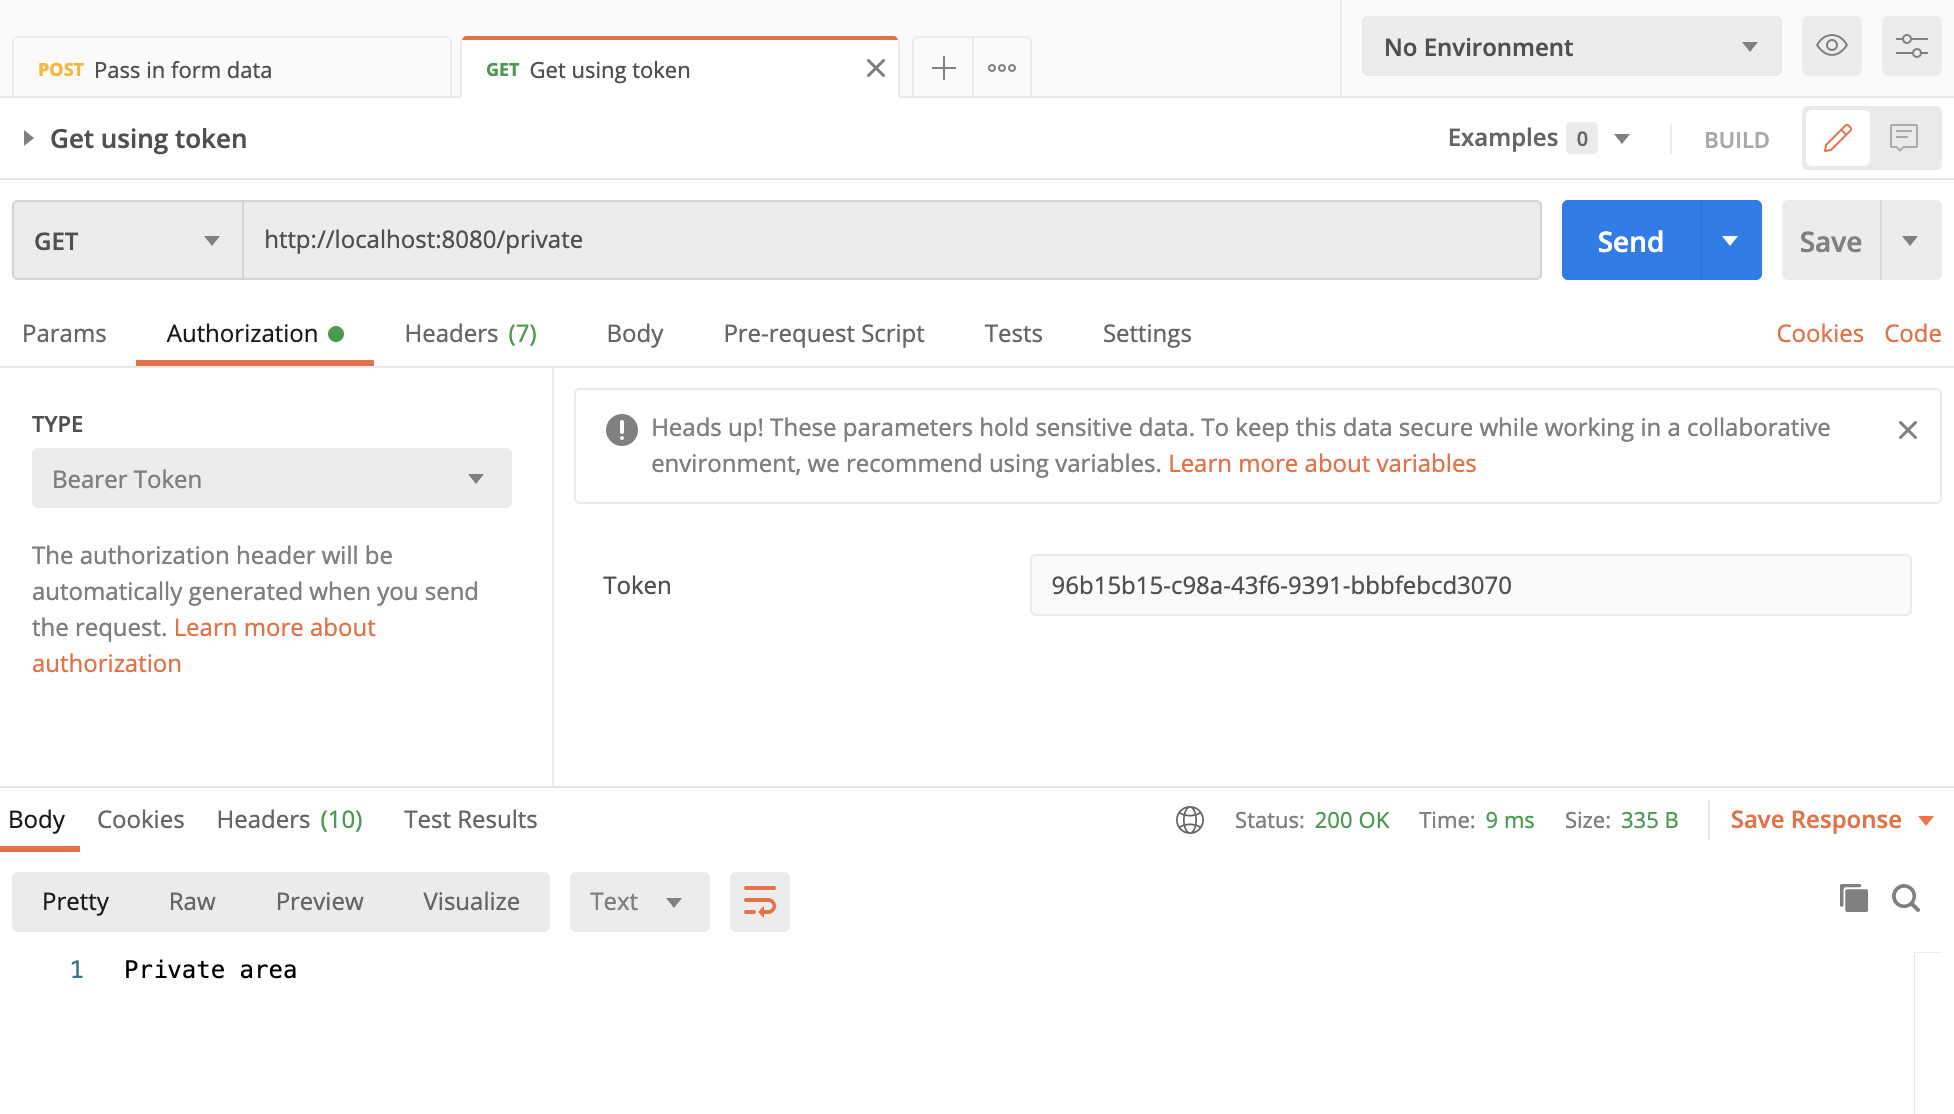 POST Pass in form data
GET Get using token
No Environment
Get using token
Examples 0
BUILD
GET
http://localhost:8080/private
Send
Save
Params
Authorization
Headers (7)
Body
Pre-request Script
Tests
Settings
Cookies
Code
TYPE
Bearer Token
The authorization header will be
automatically generated when you send
the request. Learn more about
authorization
Heads up! These parameters hold sensitive data. To keep this data secure while working in a collaborative
environment, we recommend using variables. Learn more about variables
Token
96b15b15-c98a-43f6-9391-bbbfebcd3070
Body
Cookies
Headers (10)
Test Results
Status: 200 OK
Time: 9 ms
Size: 335 B
Save Response
Pretty
Raw
Preview
Visualize
Text
1 Private area